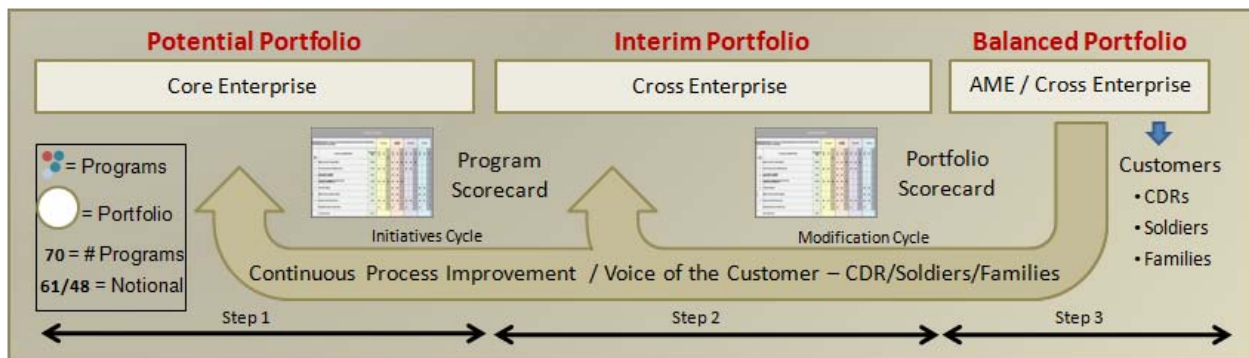 Potential Portfolio
Interim Portfolio
Balanced Portfolio
Core Enterprise
Cross Enterprise
AME / Cross Enterprise
= Programs
= Portfolio
70 = # Programs
61/48 = Notional
Program
Scorecard
Portfolio
Scorecard
Customers
• CDRs
• Soldiers
• Families
Initiatives Cycle
Modification Cycle
Continuous Process Improvement / Voice of the Customer – CDR/Soldiers/Families
Step 1
Step 2
Step 3